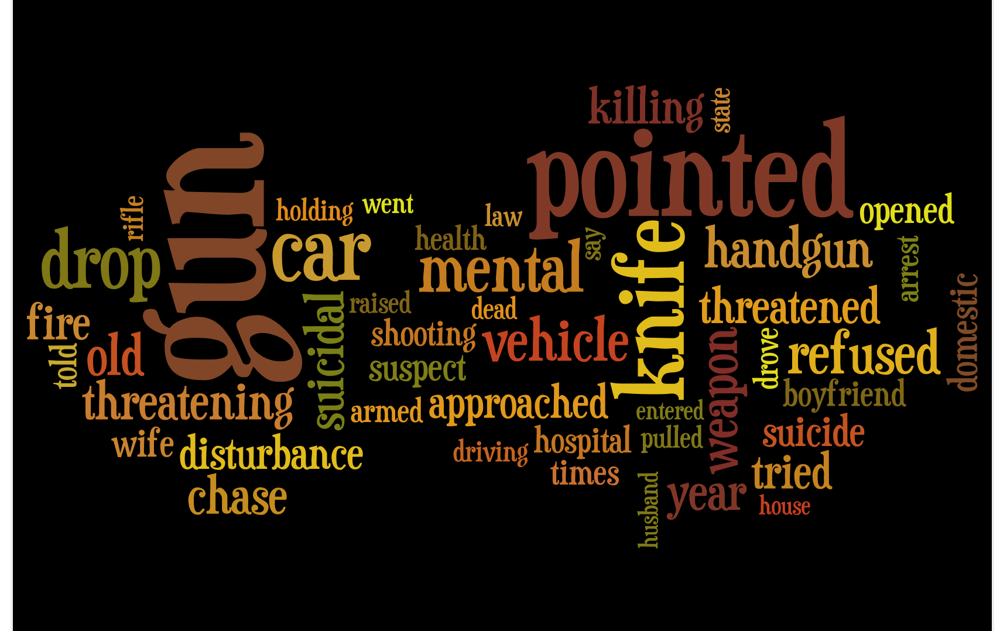 killing
state
pointed
gun
rifle
holding
went
law
opened
drop
car
health
say
knife
handgun
arrest
mental
domestic
suicidal
raised
dead
threatened
fire
shooting
vehicle
weapon
drove
refused
told
old
suspect
threatening
armed
approached
entered
boyfriend
wife
disturbance
driving
hospital
pulled
suicide
times
tried
chase
husband
year
house